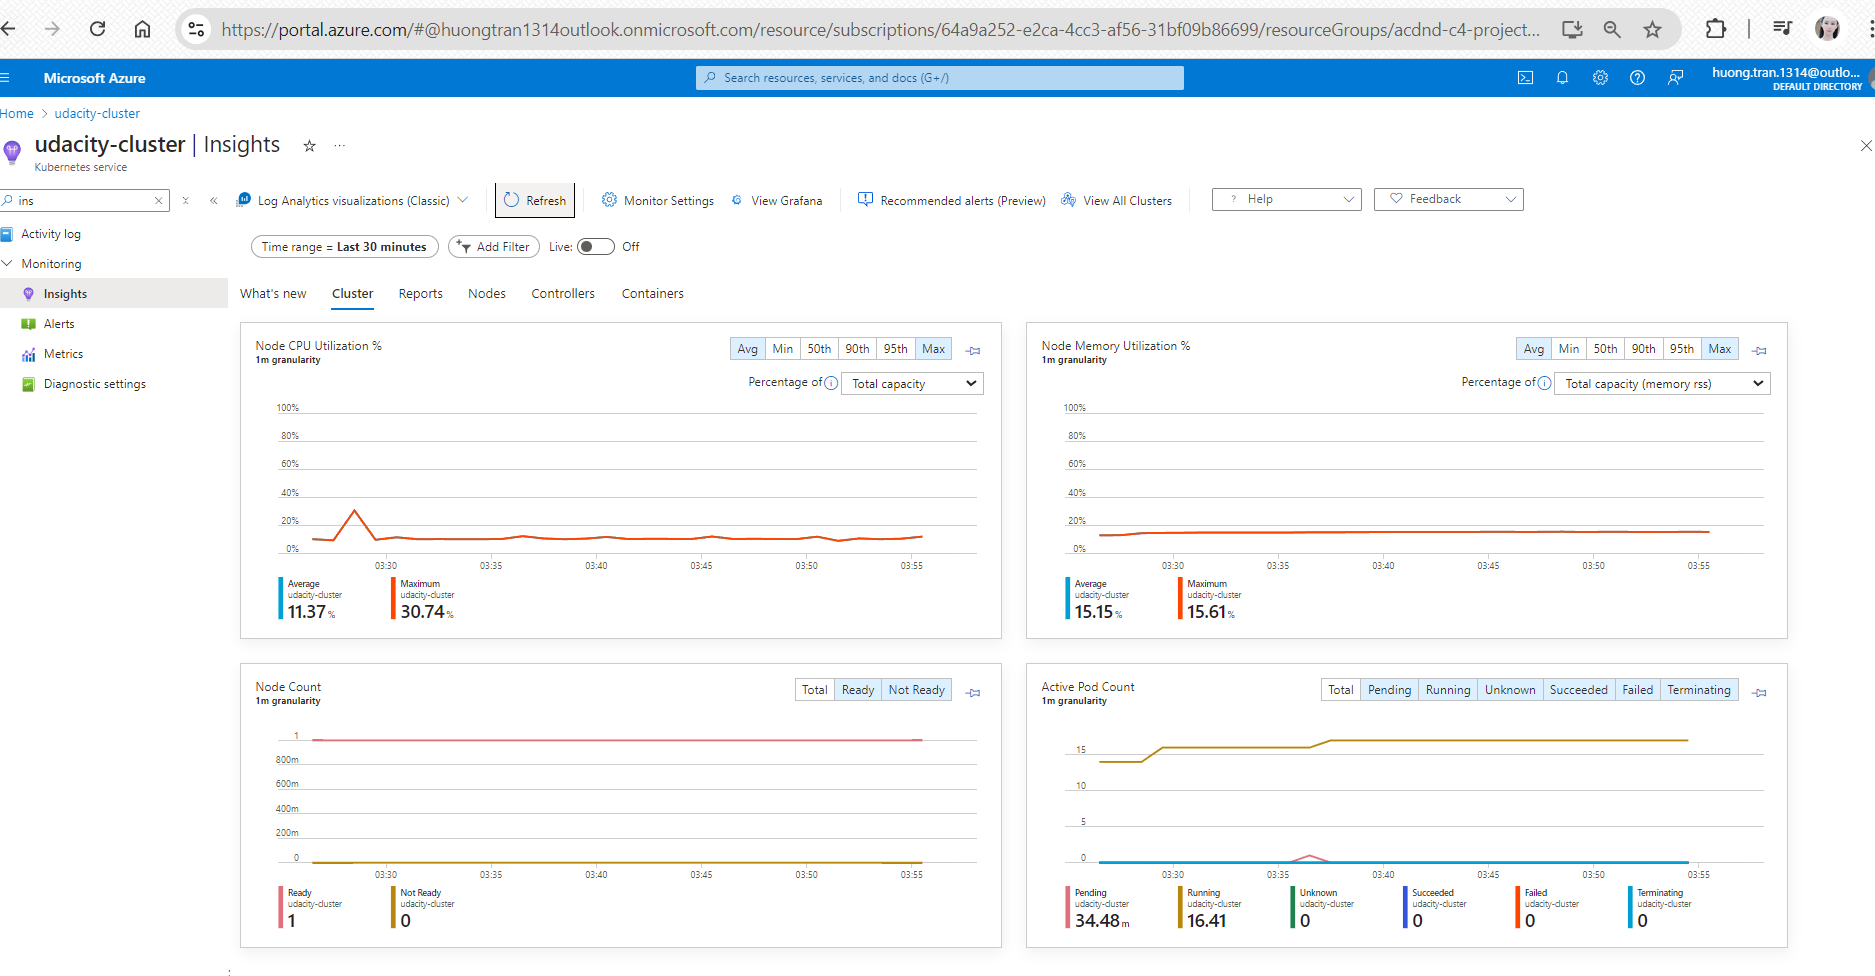 https://portal.azure.com/#@huongtran1314outlook.onmicrosoft.com/resource/subscriptions/64a9a252-e2ca-4cc3-af56-31bf09b86699/resourceGroups/acdnd-c4-project...
Microsoft Azure
Search resources, services, and docs (G+/)
huong.tran.1314@outlo...
DEFAULT DIRECTORY
Home > udacity-cluster
udacity-cluster | Insights
Kubernetes service
ins
Log Analytics visualizations (Classic)
Refresh
Monitor Settings
View Grafana
Recommended alerts (Preview)
View All Clusters
? Help
Feedback
Activity log
Monitoring
Insights
Alerts
Metrics
Diagnostic settings
Time range = Last 30 minutes
Add Filter
Live: Off
What's new Cluster Reports Nodes Controllers Containers
Node CPU Utilization %
1m granularity
Avg Min 50th 90th 95th Max
Percentage of Total capacity
100%
80%
60%
40%
20%
0%
03:30 03:35 03:40 03:45 03:50 03:55
Average
udacity-cluster
11.37 %
Maximum
udacity-cluster
30.74 %
Node Memory Utilization %
1m granularity
Avg Min 50th 90th 95th Max
Percentage of Total capacity (memory rss)
100%
80%
60%
40%
20%
0%
03:30 03:35 03:40 03:45 03:50 03:55
Average
udacity-cluster
15.15 %
Maximum
udacity-cluster
15.61 %
Node Count
1m granularity
Total Ready Not Ready
1
800m
600m
400m
200m
0
03:30 03:35 03:40 03:45 03:50 03:55
Ready
udacity-cluster
1
Not Ready
udacity-cluster
0
Active Pod Count
1m granularity
Total Pending Running Unknown Succeeded Failed Terminating
15
10
5
0
03:30 03:35 03:40 03:45 03:50 03:55
Pending
udacity-cluster
34.48 m
Running
udacity-cluster
16.41
Unknown
udacity-cluster
0
Succeeded
udacity-cluster
0
Failed
udacity-cluster
0
Terminating
udacity-cluster
0